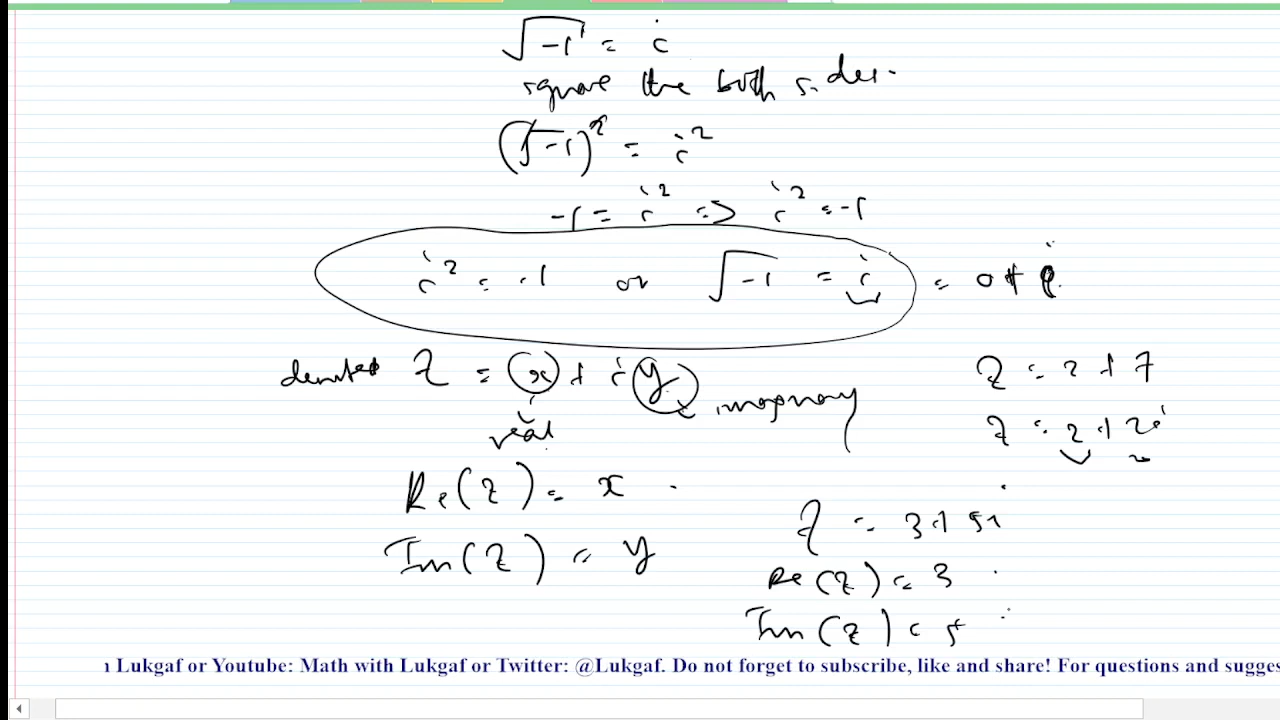 √-1 = i
square the both sides.
(√-1)² = i²
-1 = i² => i² = -1
i² = -1 or √-1 = i = 0 + i
denoted Z = x + iy imaginary
real
Z = 2 + 7
Z = 2 + 2i
Re(Z) = x
Im(Z) = y
Z = 3 + 5i
Re(Z) = 3
Im(Z) = 5
Lukgaf or Youtube: Math with Lukgaf or Twitter: @Lukgaf. Do not forget to subscribe, like and share! For questions and sugges